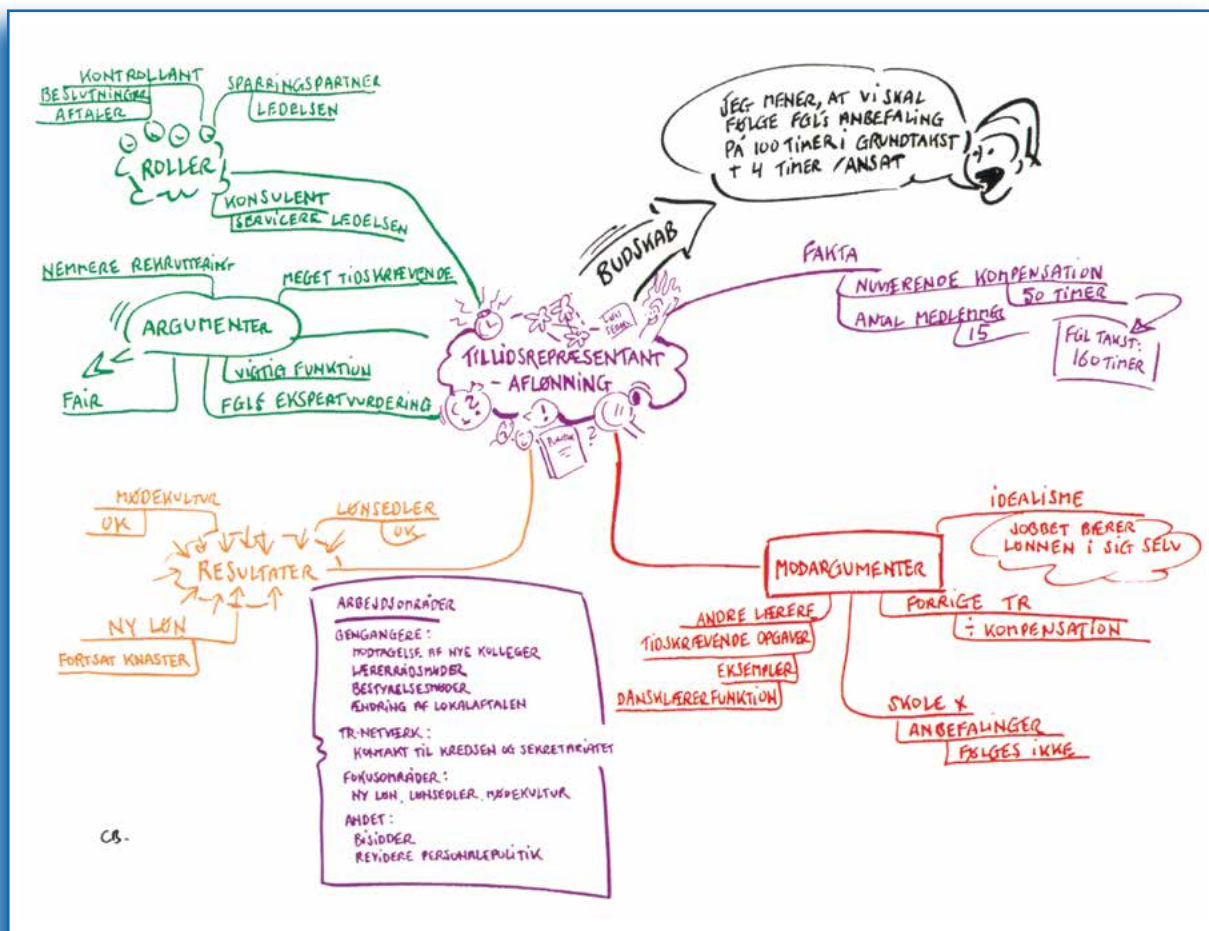 KONTROLLANT
BESLUTNINGER
AFTALER
SPARRINGSPARTNER
LEDELSEN
ROLLER
KONSULENT
SERVICERE LEDELSEN
JEG MENER, AT VI SKAL
FØLGE FGL'S ANBEFALING
PÅ 100 TIMER I GRUNDTAKST
+ 4 TIMER / ANSAT
BUDSKAB
NEMMERE REKRUTTERING
MEGET TIDSKRÆVENDE
ARGUMENTER
VIGTIG FUNKTION
FAIR
FGLS EKSPERTVURDERING
TILLIDSREPRÆSENTANT
- AFLØNNING
FAKTA
NUVÆRENDE KOMPENSATION
50 TIMER
ANTAL MEDLEMMER
15
FGL TAKST:
160 TIMER
MØDEKULTUR
OK
LØNSEDLER
OK
RESULTATER
NY LØN
FORTSAT KNASTER
ARBEJDSOMRÅDER
GENGANGERE:
MODTAGELSE AF NYE KOLLEGER
LÆRERRÅDSMØDER
BESTYRELSESMØDER
ÆNDRING AF LOKALAFTALEN
TR-NETVÆRK:
KONTAKT TIL KREDSEN OG SEKRETARIATET
FOKUSOMRÅDER:
NY LØN, LØNSEDLER, MØDEKULTUR
ANDET:
BISIDDER
REVIDERE PERSONALEPOLITIK
MODARGUMENTER
IDEALISME
JOBBET BÆRER
LØNNEN I SIG SELV
FORRIGE TR
÷ KOMPENSATION
ANDRE LÆRERE
TIDSKRÆVENDE OPGAVER
EKSEMPLER
DANSKLÆRERFUNKTION
SKOLE X
ANBEFALINGER
FØLGES IKKE
CB.